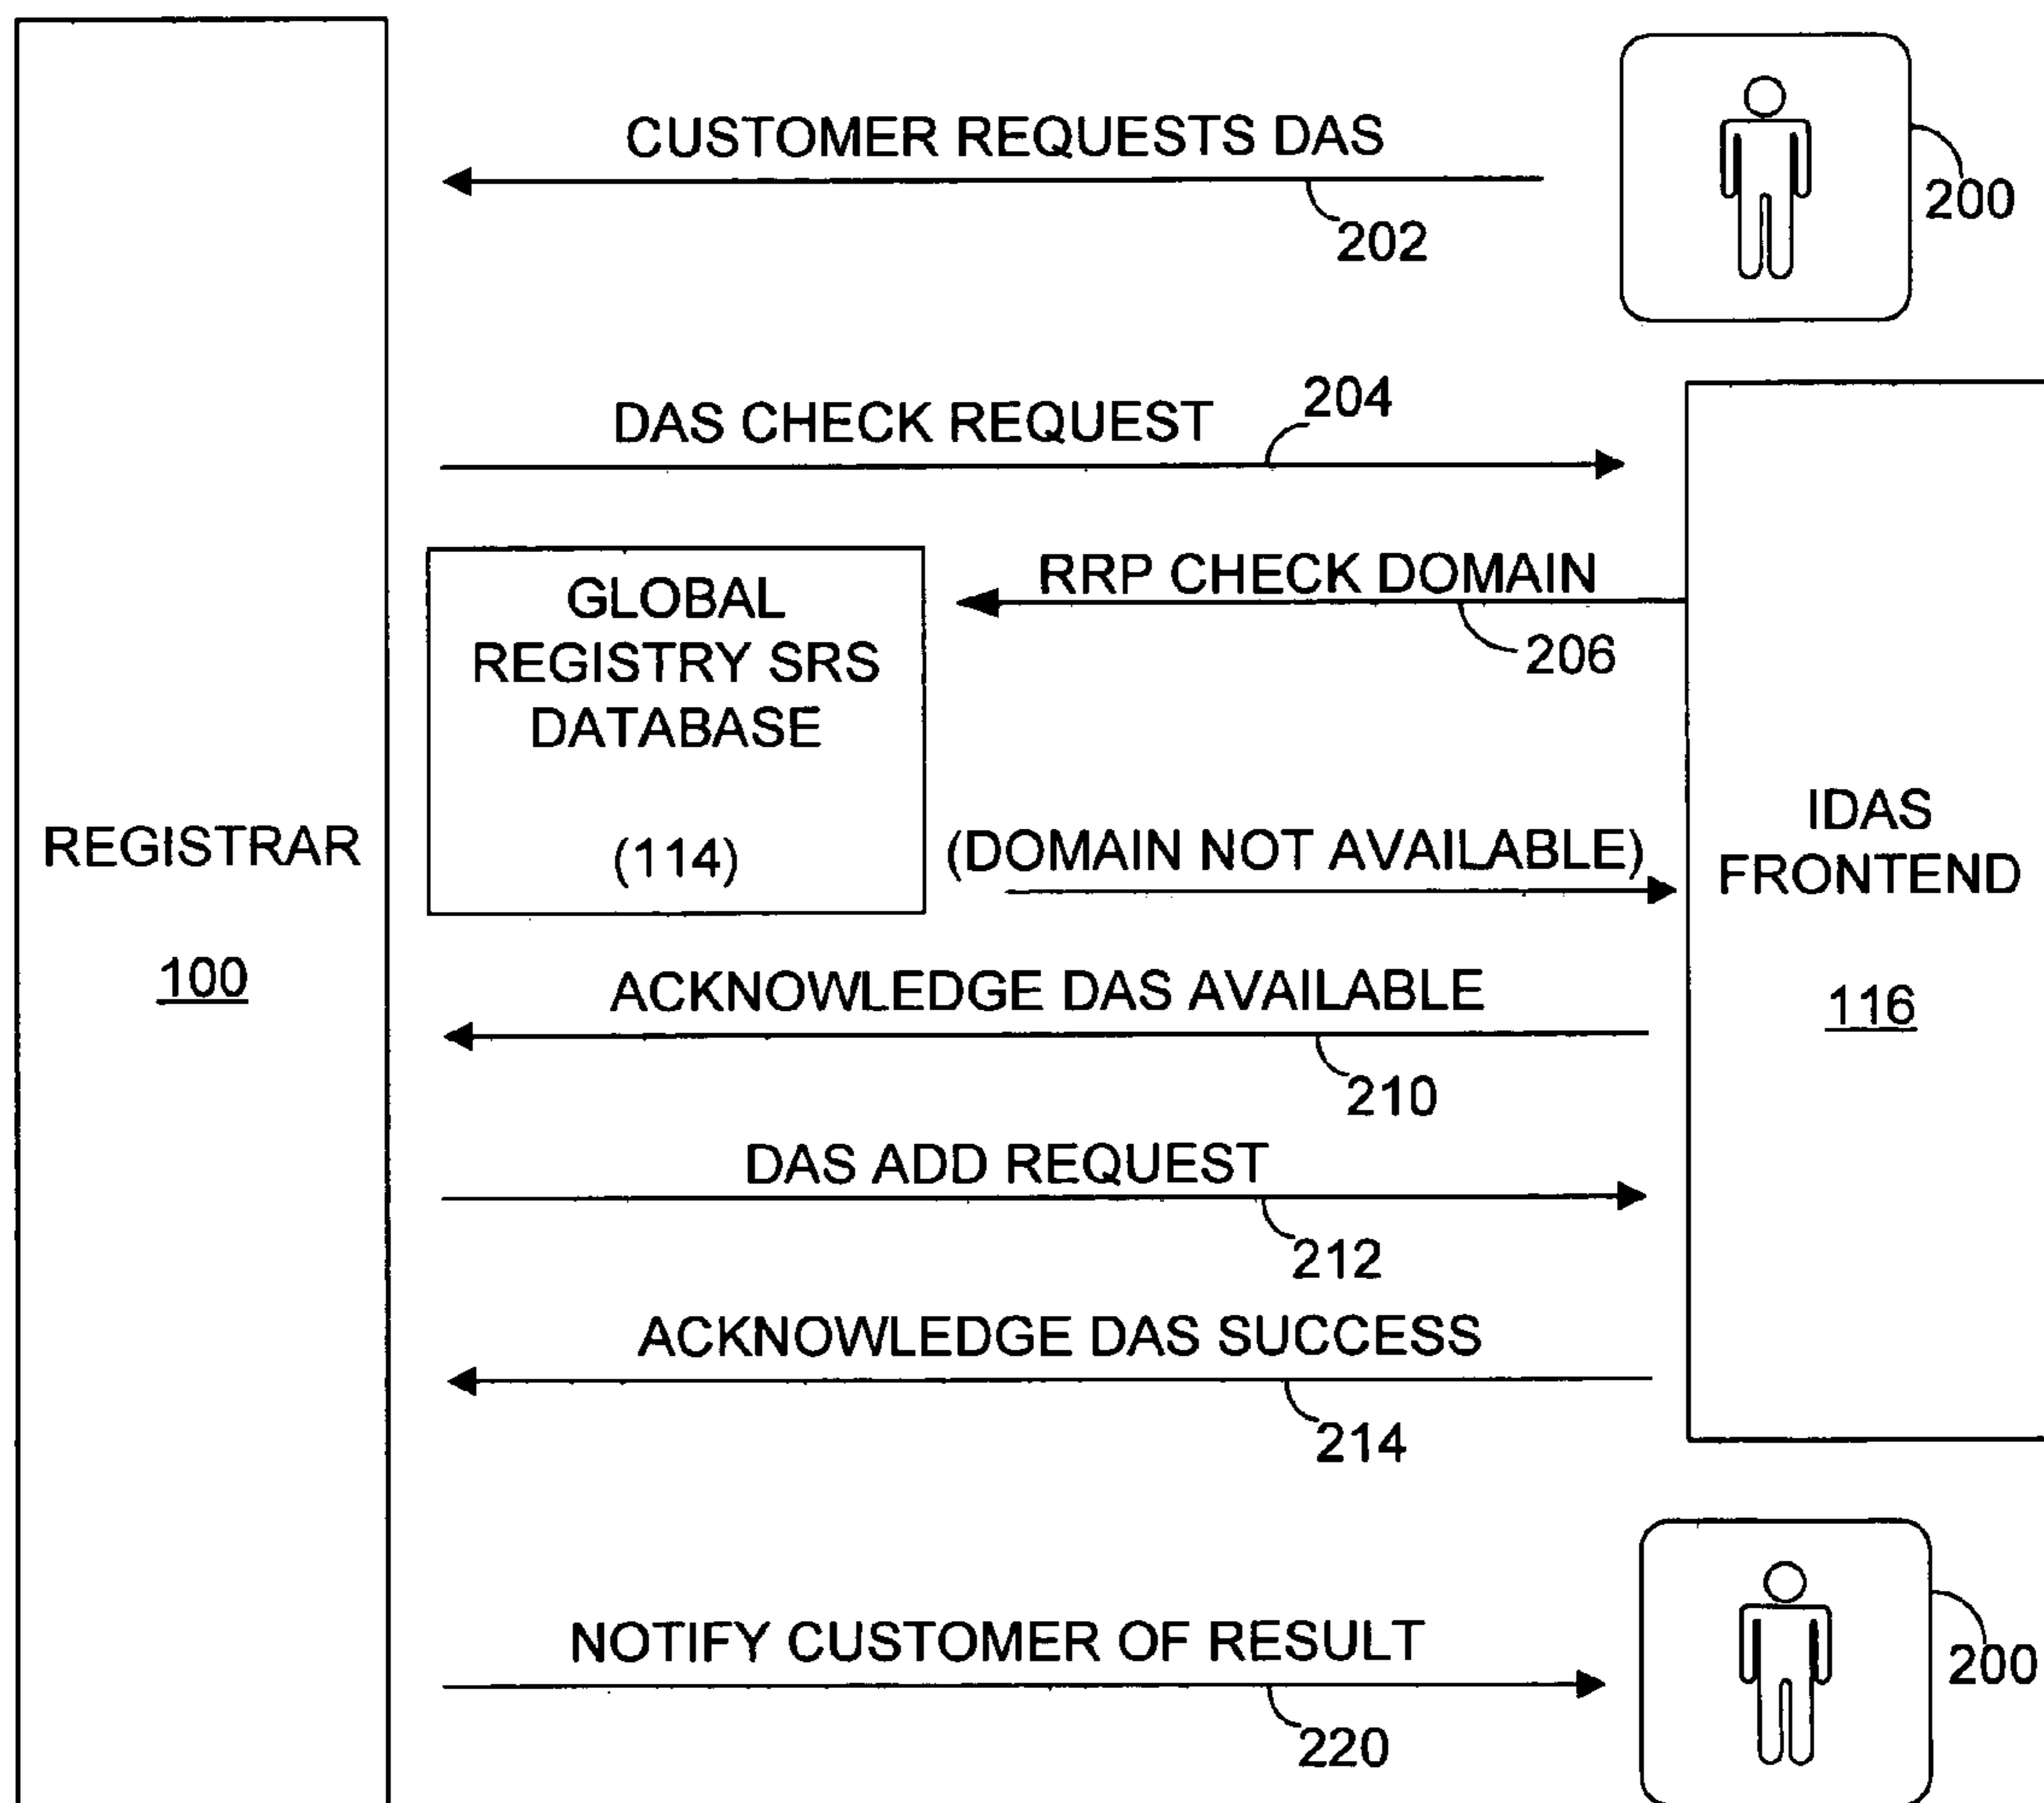 CUSTOMER REQUESTS DAS
202
200
DAS CHECK REQUEST
204
RRP CHECK DOMAIN
206
GLOBAL
REGISTRY SRS
DATABASE
(114)
(DOMAIN NOT AVAILABLE)
REGISTRAR
100
IDAS
FRONTEND
116
ACKNOWLEDGE DAS AVAILABLE
210
DAS ADD REQUEST
212
ACKNOWLEDGE DAS SUCCESS
214
NOTIFY CUSTOMER OF RESULT
220
200